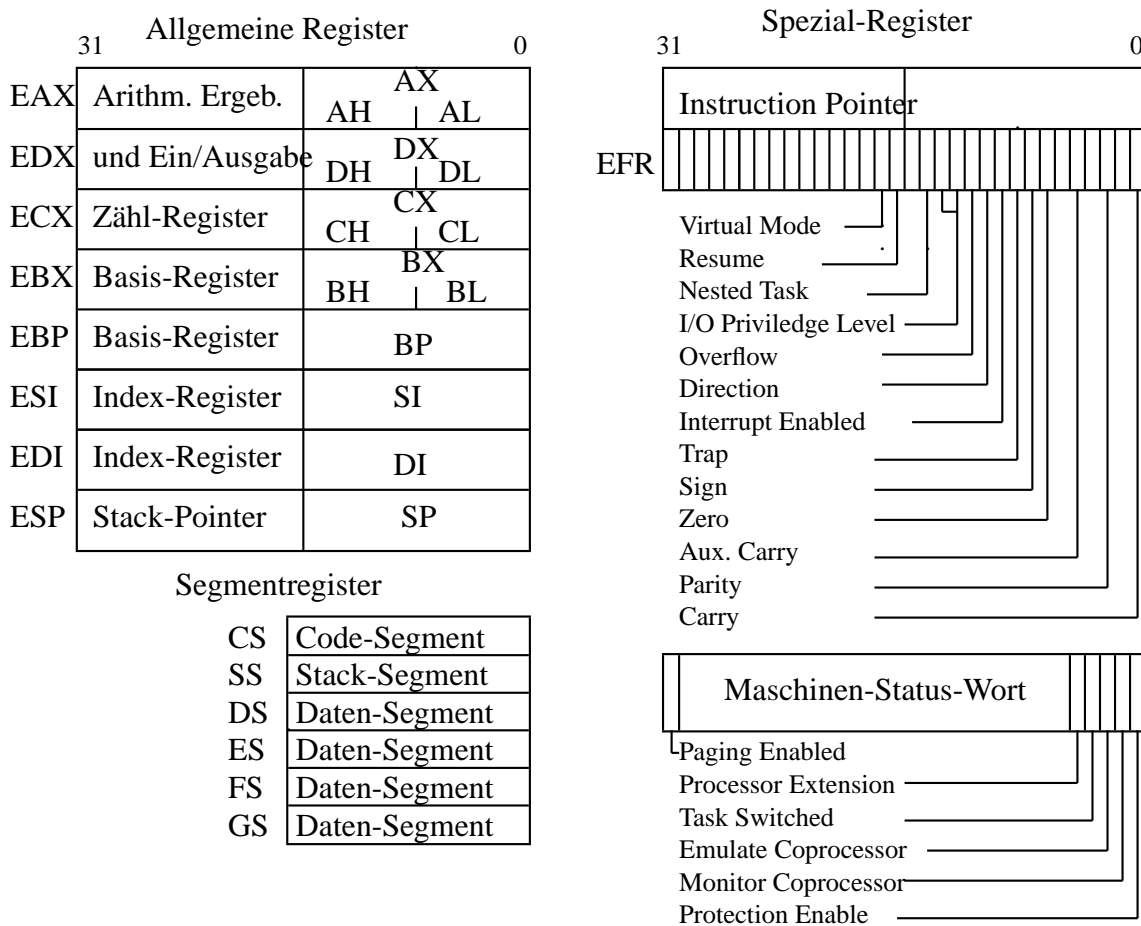 Allgemeine Register
31 0
EAX Arithm. Ergeb. AX
AH AL
EDX und Ein/Ausgabe DX
DH DL
ECX Zähl-Register CX
CH CL
EBX Basis-Register BX
BH BL
EBP Basis-Register BP
ESI Index-Register SI
EDI Index-Register DI
ESP Stack-Pointer SP
Segmentregister
CS Code-Segment
SS Stack-Segment
DS Daten-Segment
ES Daten-Segment
FS Daten-Segment
GS Daten-Segment
Spezial-Register
31 0
Instruction Pointer
EFR
Virtual Mode
Resume
Nested Task
I/O Priviledge Level
Overflow
Direction
Interrupt Enabled
Trap
Sign
Zero
Aux. Carry
Parity
Carry
Maschinen-Status-Wort
Paging Enabled
Processor Extension
Task Switched
Emulate Coprocessor
Monitor Coprocessor
Protection Enable